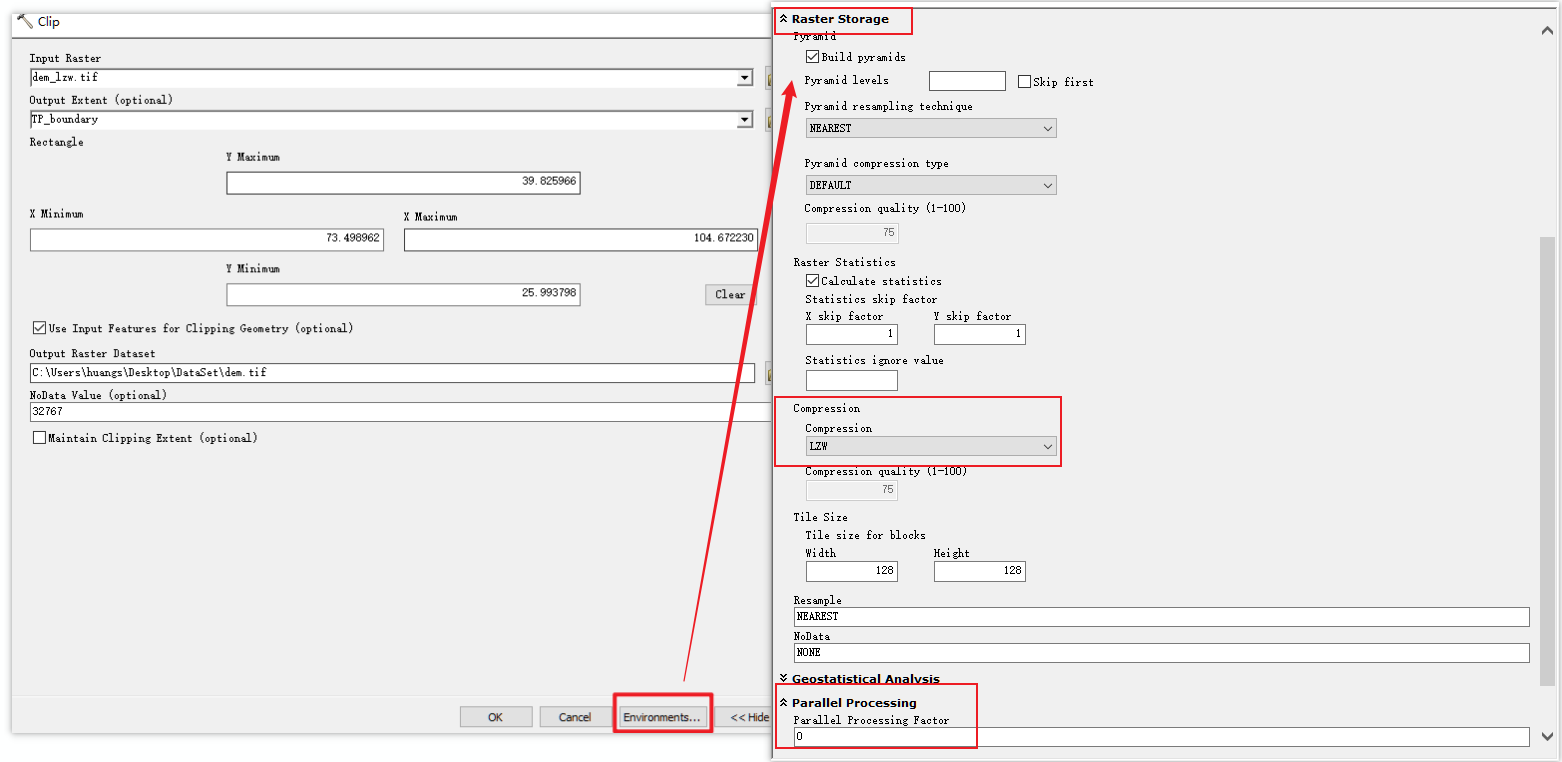 Clip
Input Raster
dem_lzw.tif
Output Extent (optional)
TP_boundary
Rectangle
Y Maximum
39.825966
X Minimum
X Maximum
73.498962
104.672230
Y Minimum
25.993798
Clear
Use Input Features for Clipping Geometry (optional)
Output Raster Dataset
C:\Users\huangs\Desktop\DataSet\dem.tif
NoData Value (optional)
32767
Maintain Clipping Extent (optional)
OK
Cancel
Environments...
<< Hide
Raster Storage
Pyramid
Build pyramids
Pyramid levels
Skip first
Pyramid resampling technique
NEAREST
Pyramid compression type
DEFAULT
Compression quality (1-100)
75
Raster Statistics
Calculate statistics
Statistics skip factor
X skip factor
Y skip factor
1
1
Statistics ignore value
Compression
Compression
LZW
Compression quality (1-100)
75
Tile Size
Tile size for blocks
Width
Height
128
128
Resample
NEAREST
NoData
NONE
Geostatistical Analysis
Parallel Processing
Parallel Processing Factor
0